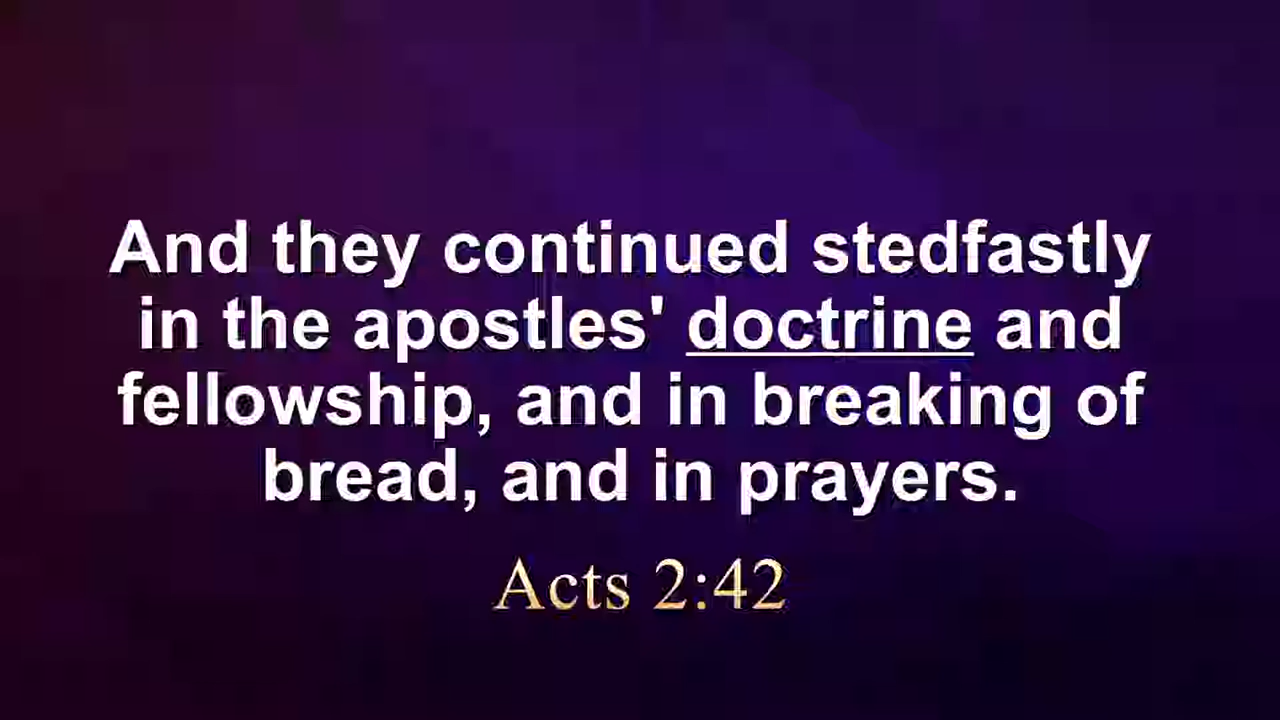 And they continued stedfastly
in the apostles' doctrine and
fellowship, and in breaking of
bread, and in prayers.
Acts 2:42